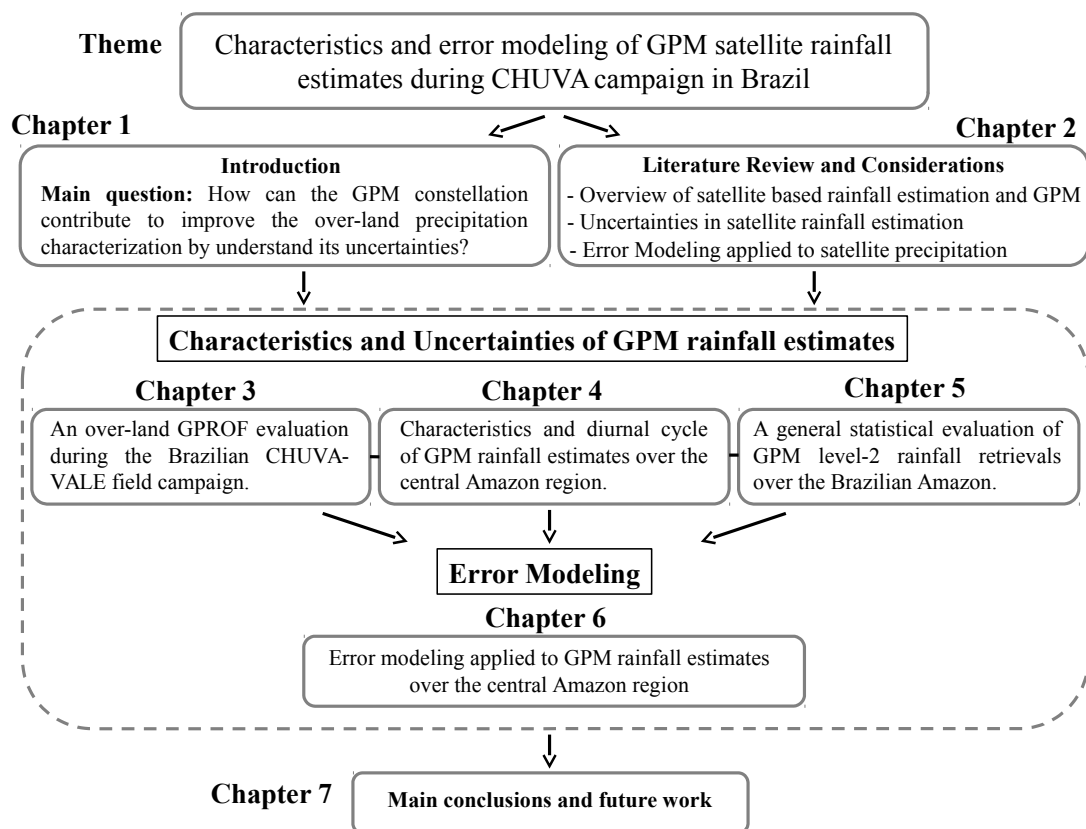 Theme
Characteristics and error modeling of GPM satellite rainfall
estimates during CHUVA campaign in Brazil
Chapter 1
Introduction
Main question: How can the GPM constellation
contribute to improve the over-land precipitation
characterization by understand its uncertainties?
Chapter 2
Literature Review and Considerations
- Overview of satellite based rainfall estimation and GPM
- Uncertainties in satellite rainfall estimation
- Error Modeling applied to satellite precipitation
Characteristics and Uncertainties of GPM rainfall estimates
Chapter 3
An over-land GPROF evaluation
during the Brazilian CHUVA-
VALE field campaign.
Chapter 4
Characteristics and diurnal cycle
of GPM rainfall estimates over the
central Amazon region.
Chapter 5
A general statistical evaluation of
GPM level-2 rainfall retrievals
over the Brazilian Amazon.
Error Modeling
Chapter 6
Error modeling applied to GPM rainfall estimates
over the central Amazon region
Chapter 7
Main conclusions and future work